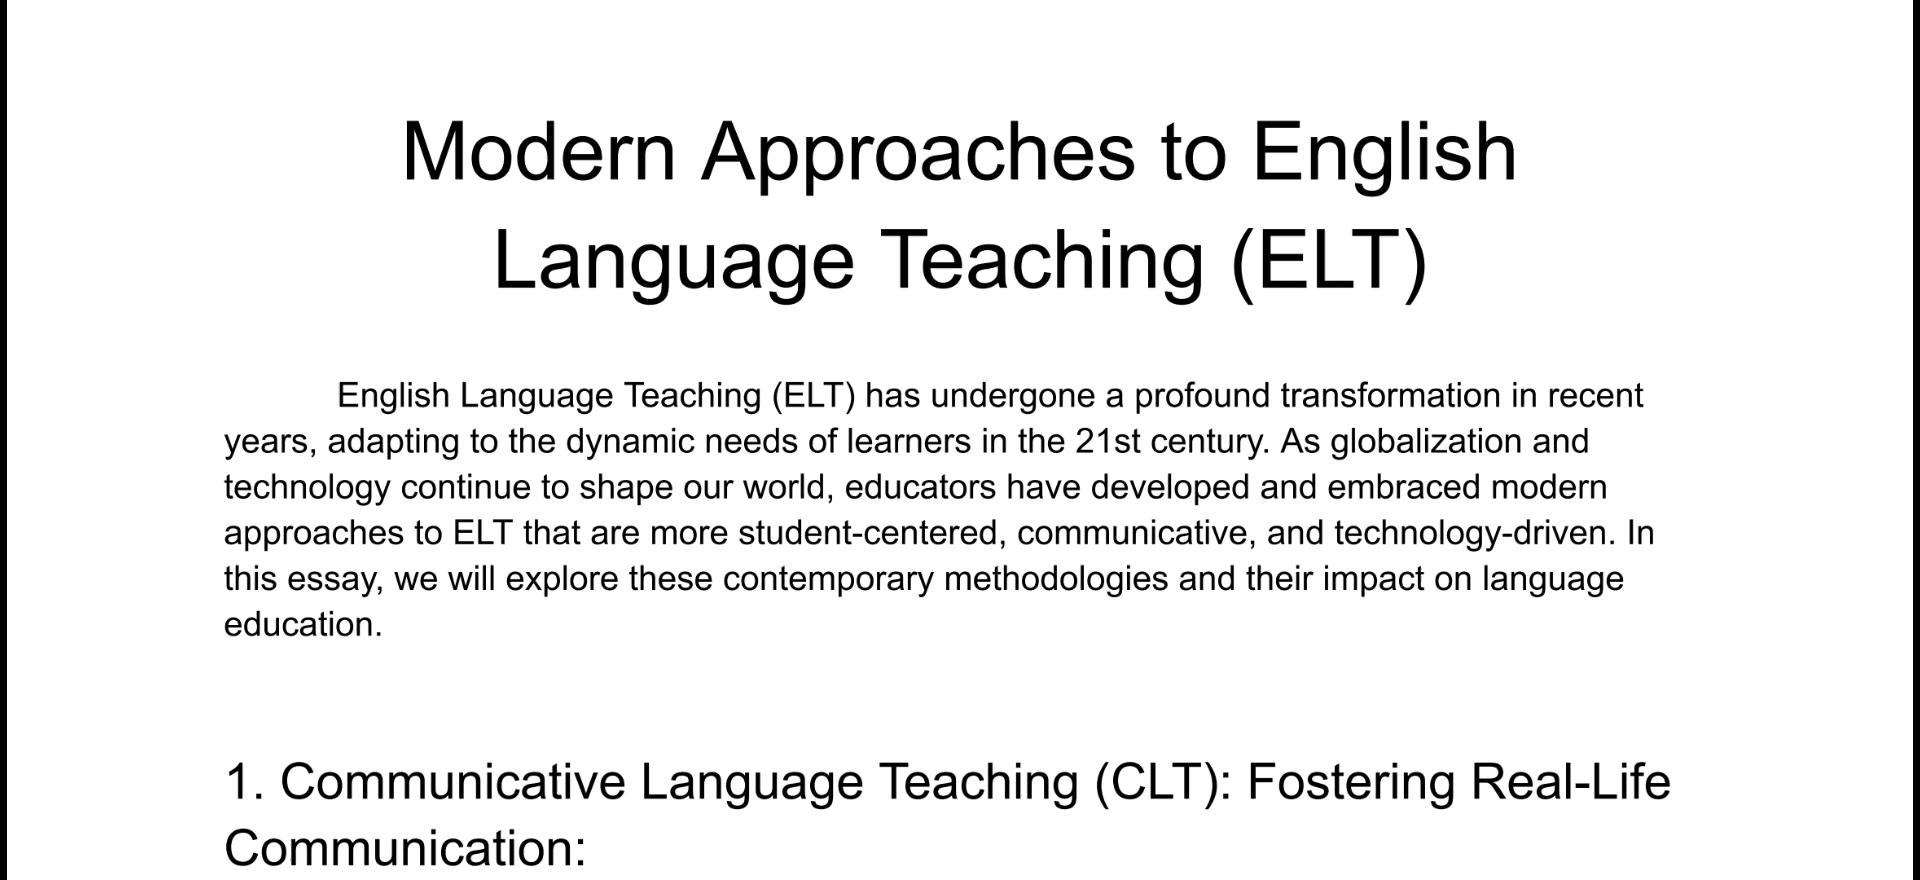 Modern Approaches to English
Language Teaching (ELT)
English Language Teaching (ELT) has undergone a profound transformation in recent
years, adapting to the dynamic needs of learners in the 21st century. As globalization and
technology continue to shape our world, educators have developed and embraced modern
approaches to ELT that are more student-centered, communicative, and technology-driven. In
this essay, we will explore these contemporary methodologies and their impact on language
education.
1. Communicative Language Teaching (CLT): Fostering Real-Life
Communication: